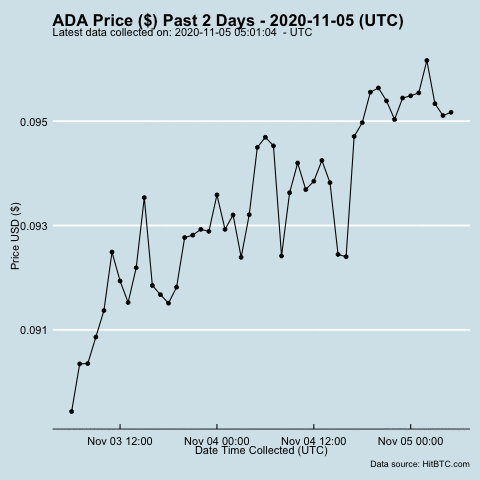 ADA Price ($) Past 2 Days - 2020-11-05 (UTC)
Latest data collected on: 2020-11-05 05:01:04 - UTC
0.095
0.093
0.091
Price USD ($)
Nov 03 12:00 Nov 04 00:00 Nov 04 12:00 Nov 05 00:00
Date Time Collected (UTC)
Data source: HitBTC.com